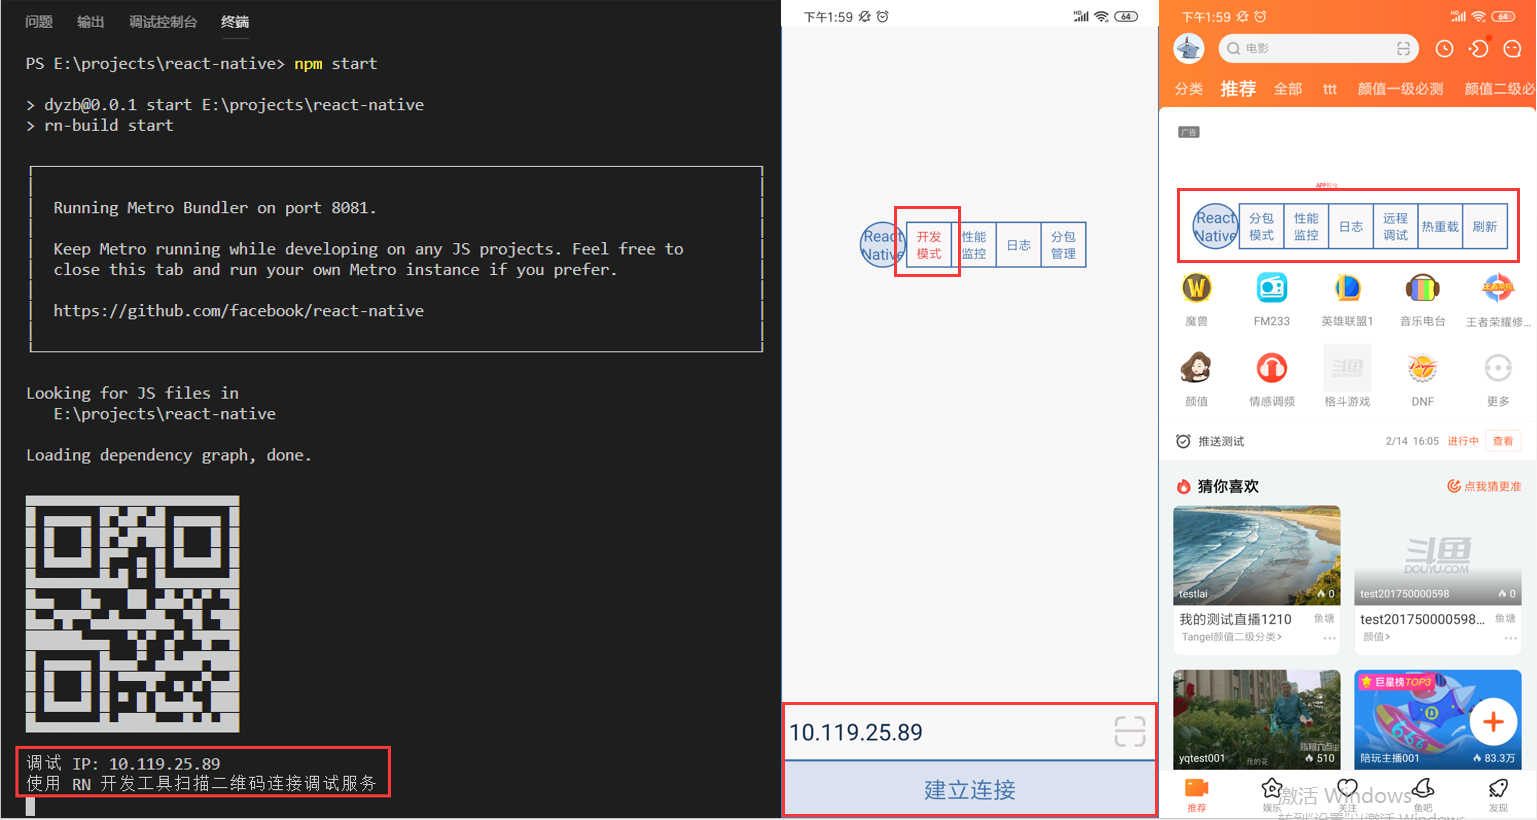 问题 输出 调试控制台 终端
PS E:\projects\react-native> npm start
> dyzb@0.0.1 start E:\projects\react-native
> rn-build start
Running Metro Bundler on port 8081.
Keep Metro running while developing on any JS projects. Feel free to
close this tab and run your own Metro instance if you prefer.
https://github.com/facebook/react-native
Looking for JS files in
E:\projects\react-native
Loading dependency graph, done.
调试 IP: 10.119.25.89
使用 RN 开发工具扫描二维码连接调试服务
下午1:59 HD 64
React Native
开发模式
性能监控
日志
分包管理
10.119.25.89
建立连接
下午1:59 HD 64
电影
分类 推荐 全部 ttt 颜值一级必测 颜值二级必
广告
React Native
分包模式
性能监控
日志
远程调试
热重载
刷新
魔兽 FM233 英雄联盟1 音乐电台 王者荣耀修...
颜值 情感调频 格斗游戏 DNF 更多
斗鱼
推送测试 2/14 16:05 进行中 查看
猜你喜欢 点我猜更准
testlai 0
我的测试直播1210 鱼塘
Tangel颜值二级分类>
斗鱼
DOUYU.COM
test201750000598 0
test201750000598... 鱼塘
颜值>
yqtest001 510
我的花
巨星榜TOP3
666
陪玩主播001 83.3万
推荐 娱乐 关注 鱼吧 发现
激活 Windows
转到"设置"以激活 Windows